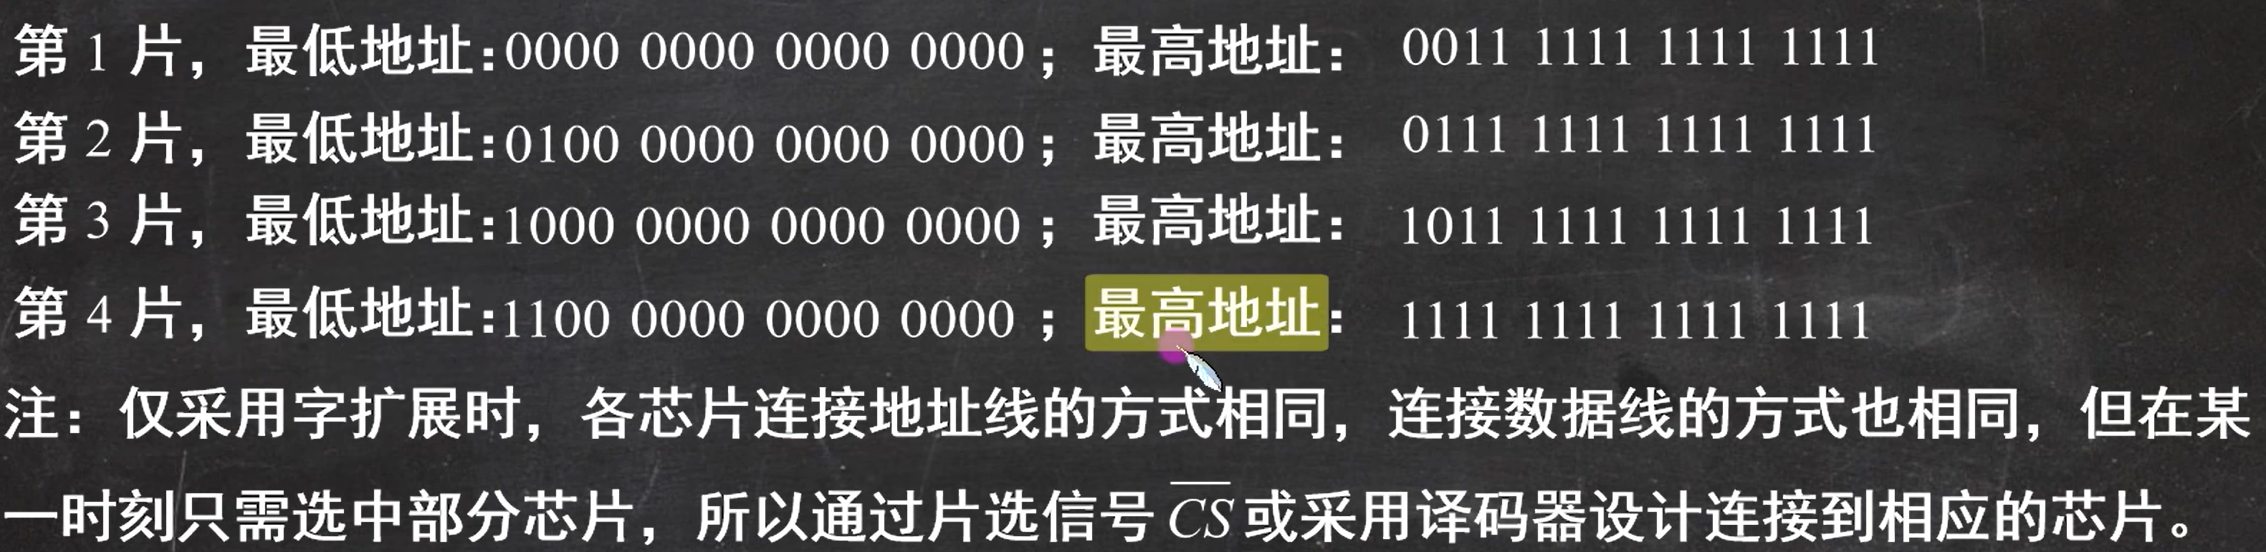 第 1 片，最低地址:0000 0000 0000 0000；最高地址： 0011 1111 1111 1111
第 2 片，最低地址:0100 0000 0000 0000；最高地址： 0111 1111 1111 1111
第 3 片，最低地址:1000 0000 0000 0000；最高地址： 1011 1111 1111 1111
第 4 片，最低地址:1100 0000 0000 0000；最高地址： 1111 1111 1111 1111
注：仅采用字扩展时，各芯片连接地址线的方式相同，连接数据线的方式也相同，但在某
一时刻只需选中部分芯片，所以通过片选信号 C̅S̅ 或采用译码器设计连接到相应的芯片。